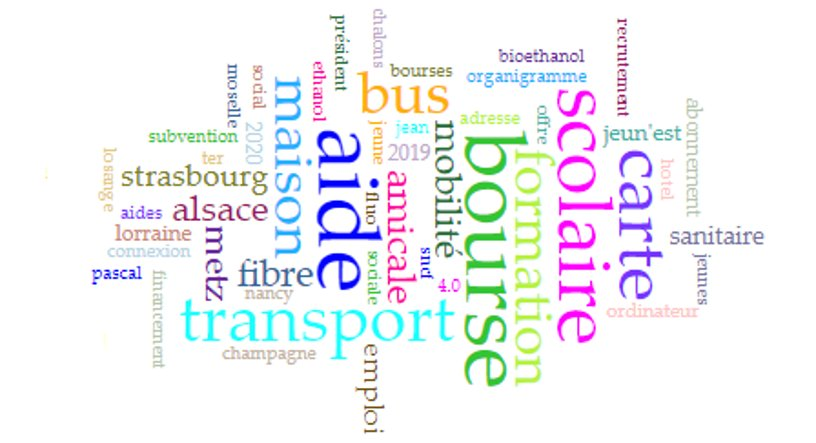 président
chalons
recrutement
bioethanol
moselle
social
ethanol
bourses
organigramme
maison
bus
scolaire
abonnement
subvention
2020
aide
jeune
jean
mobilité
adresse
offre
jeun'est
losange
ter
2019
bourse
formation
carte
hotel
strasbourg
aides
alsace
fluo
amicale
lorraine
metz
sanitaire
connexion
fibre
sociale
sncf
jeunes
pascal
financement
nancy
4.0
transport
ordinateur
champagne
emploi